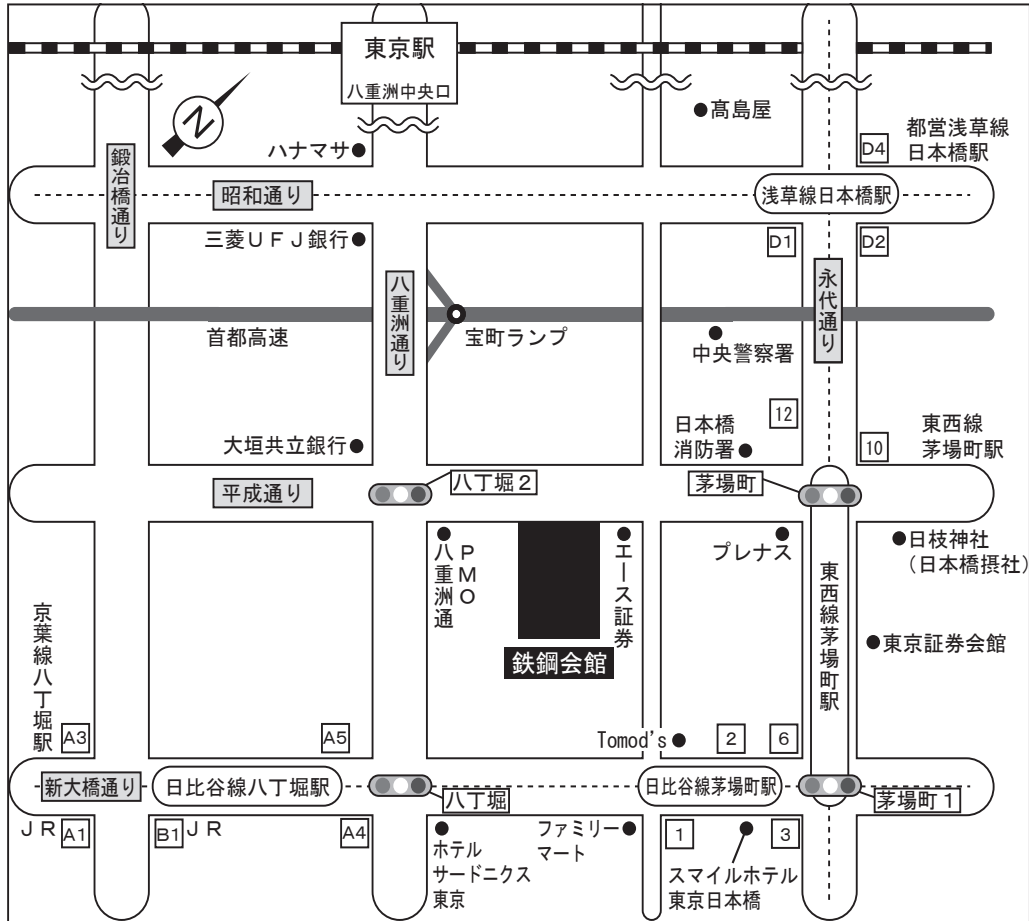 東京駅
八重洲中央口
N
髙島屋
ハナマサ
鍛冶橋通り
昭和通り
都営浅草線
日本橋駅
D4
浅草線日本橋駅
三菱ＵＦＪ銀行
D1
D2
八重洲通り
永代通り
首都高速
宝町ランプ
中央警察署
12
日本橋
消防署
大垣共立銀行
10
東西線
茅場町駅
平成通り
八丁堀２
茅場町
ＰＭＯ
八重洲通
エース証券
プレナス
日枝神社
（日本橋摂社）
鉄鋼会館
東西線茅場町駅
東京証券会館
京葉線八丁堀駅
A3
A5
Tomod's
2
6
新大橋通り
日比谷線八丁堀駅
八丁堀
日比谷線茅場町駅
茅場町１
ＪＲ
A1
B1
ＪＲ
A4
ホテル
サードニクス
東京
ファミリー
マート
1
3
スマイルホテル
東京日本橋